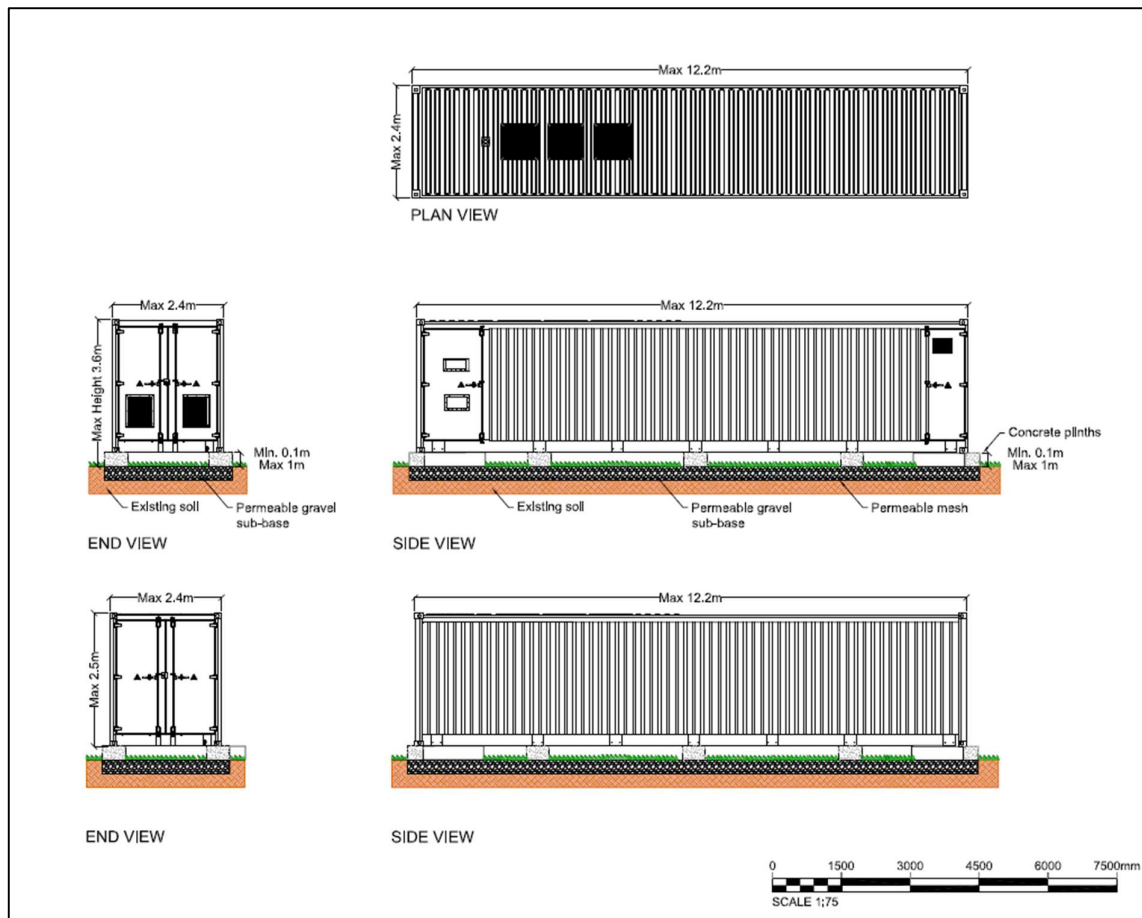 Max 12.2m
Max 2.4m
PLAN VIEW
Max 2.4m
Max 12.2m
Max Height 3.6m
Concrete plinths
Min. 0.1m
Max 1m
Min. 0.1m
Max 1m
Existing soil
Permeable gravel
sub-base
Existing soil
Permeable gravel
sub-base
Permeable mesh
END VIEW
SIDE VIEW
Max 2.4m
Max 12.2m
Max 2.5m
END VIEW
SIDE VIEW
0 1500 3000 4500 6000 7500mm
SCALE 1;75